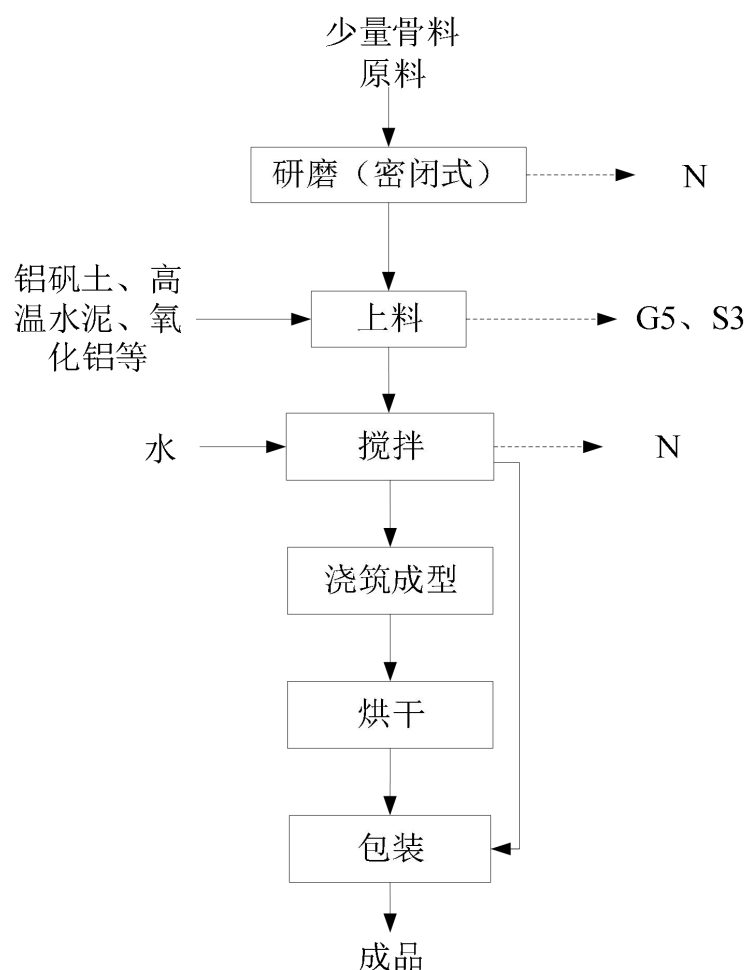 少量骨料
原料
研磨（密闭式）
N
铝矾土、高
温水泥、氧
化铝等
上料
G5、S3
水
搅拌
N
浇筑成型
烘干
包装
成品